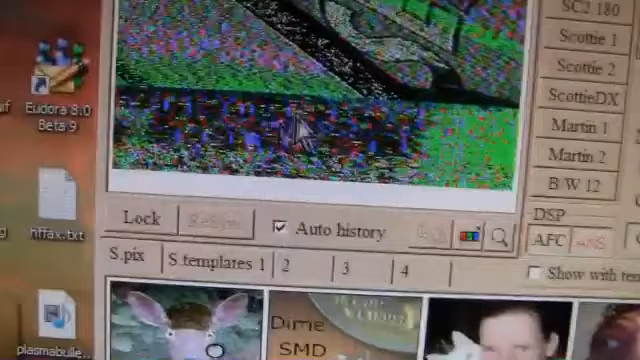 SC2 180
Scottie 1
Scottie 2
ScottieDX
Martin 1
Martin 2
B/W 12
DSP
AFC
Eudora 8.0
Beta 9
hffax.txt
plasmabulle...
Lock
Auto history
S.pix
S.templates 1
2
3
4
Show with
Dime
SMD